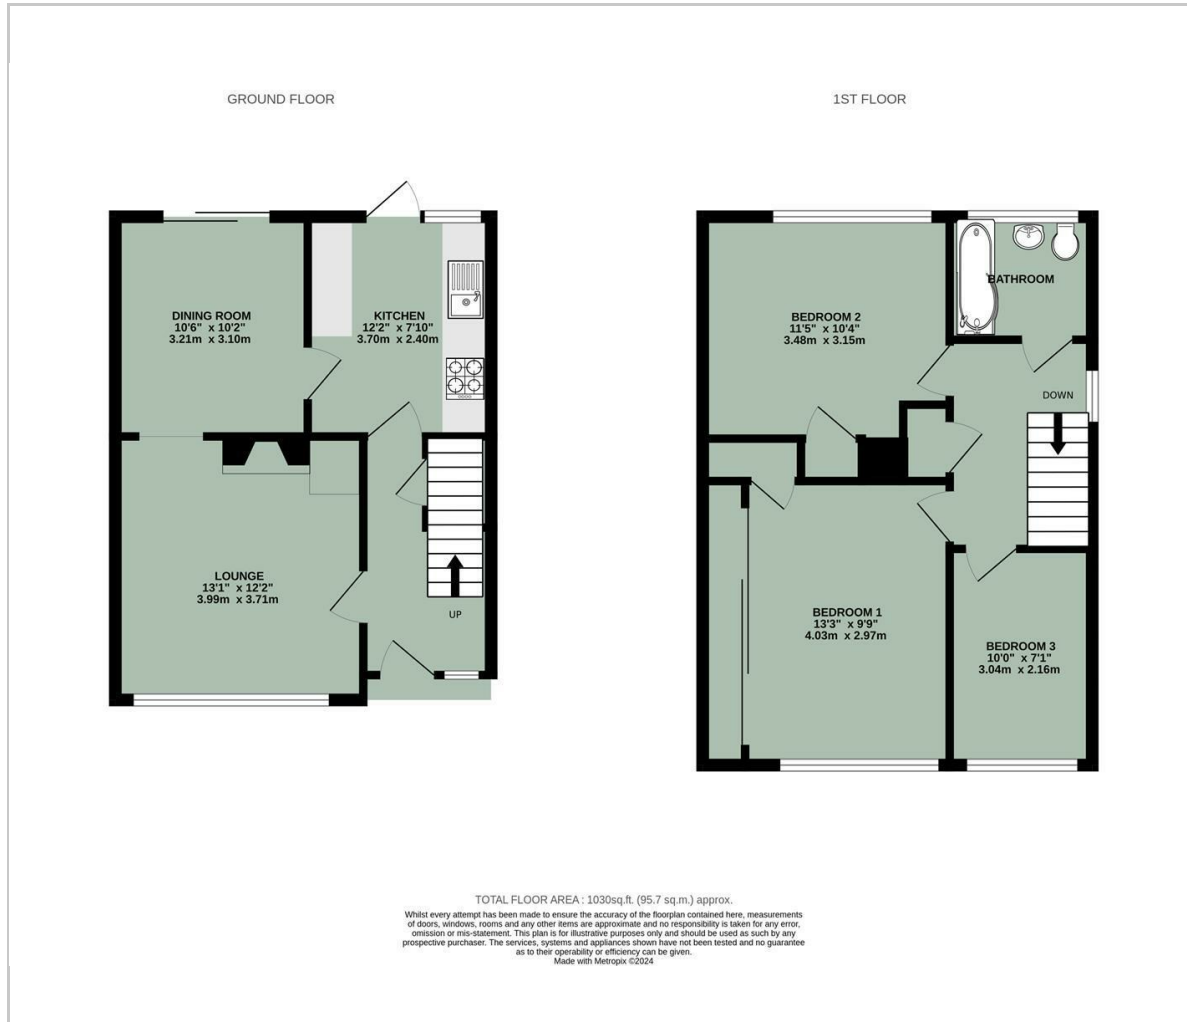 GROUND FLOOR
1ST FLOOR
DINING ROOM
10'6" x 10'2"
3.21m x 3.10m
KITCHEN
12'2" x 7'10"
3.70m x 2.40m
LOUNGE
13'1" x 12'2"
3.99m x 3.71m
UP
BATHROOM
BEDROOM 2
11'5" x 10'4"
3.48m x 3.15m
DOWN
BEDROOM 1
13'3" x 9'9"
4.03m x 2.97m
BEDROOM 3
10'0" x 7'1"
3.04m x 2.16m
TOTAL FLOOR AREA : 1030sq.ft. (95.7 sq.m.) approx.
Whilst every attempt has been made to ensure the accuracy of the floorplan contained here, measurements
of doors, windows, rooms and any other items are approximate and no responsibility is taken for any error,
omission or mis-statement. This plan is for illustrative purposes only and should be used as such by any
prospective purchaser. The services, systems and appliances shown have not been tested and no guarantee
as to their operability or efficiency can be given.
Made with Metropix ©2024